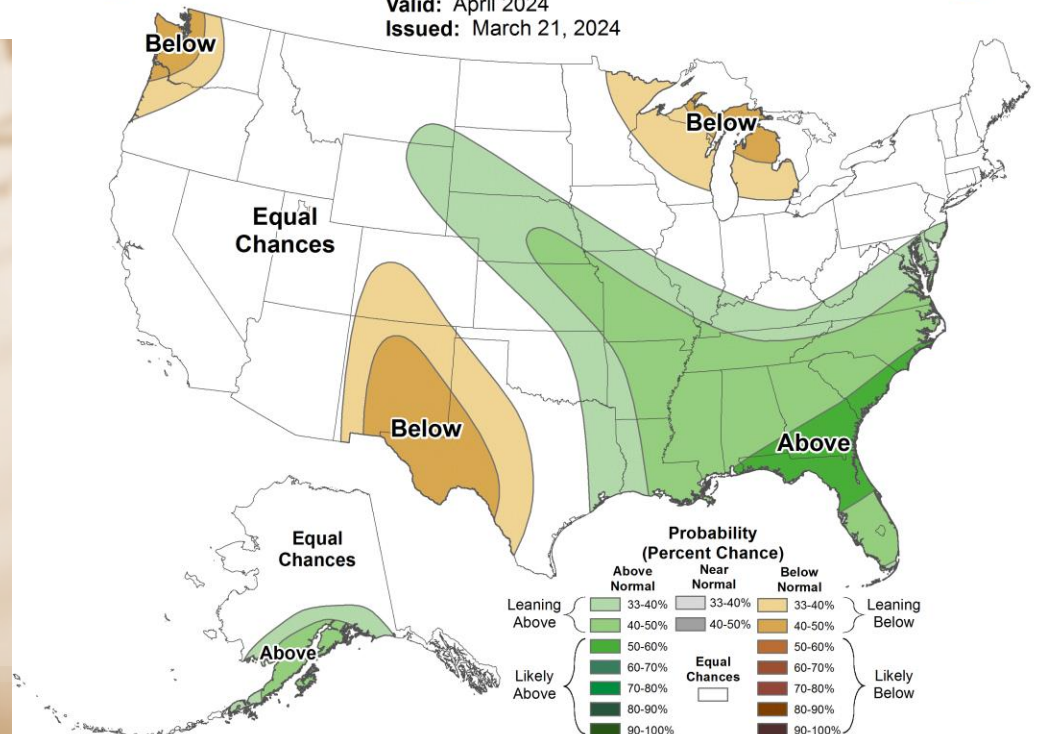 Valid: April 2024
Issued: March 21, 2024
Below
Below
Equal
Chances
Below
Above
Equal
Chances
Above
Probability
(Percent Chance)
Above
Normal
Near
Normal
Below
Normal
Leaning
Above
33-40%
33-40%
33-40%
Leaning
Below
40-50%
40-50%
40-50%
Likely
Above
50-60%
50-60%
Likely
Below
60-70%
Equal
Chances
60-70%
70-80%
70-80%
80-90%
80-90%
90-100%
90-100%